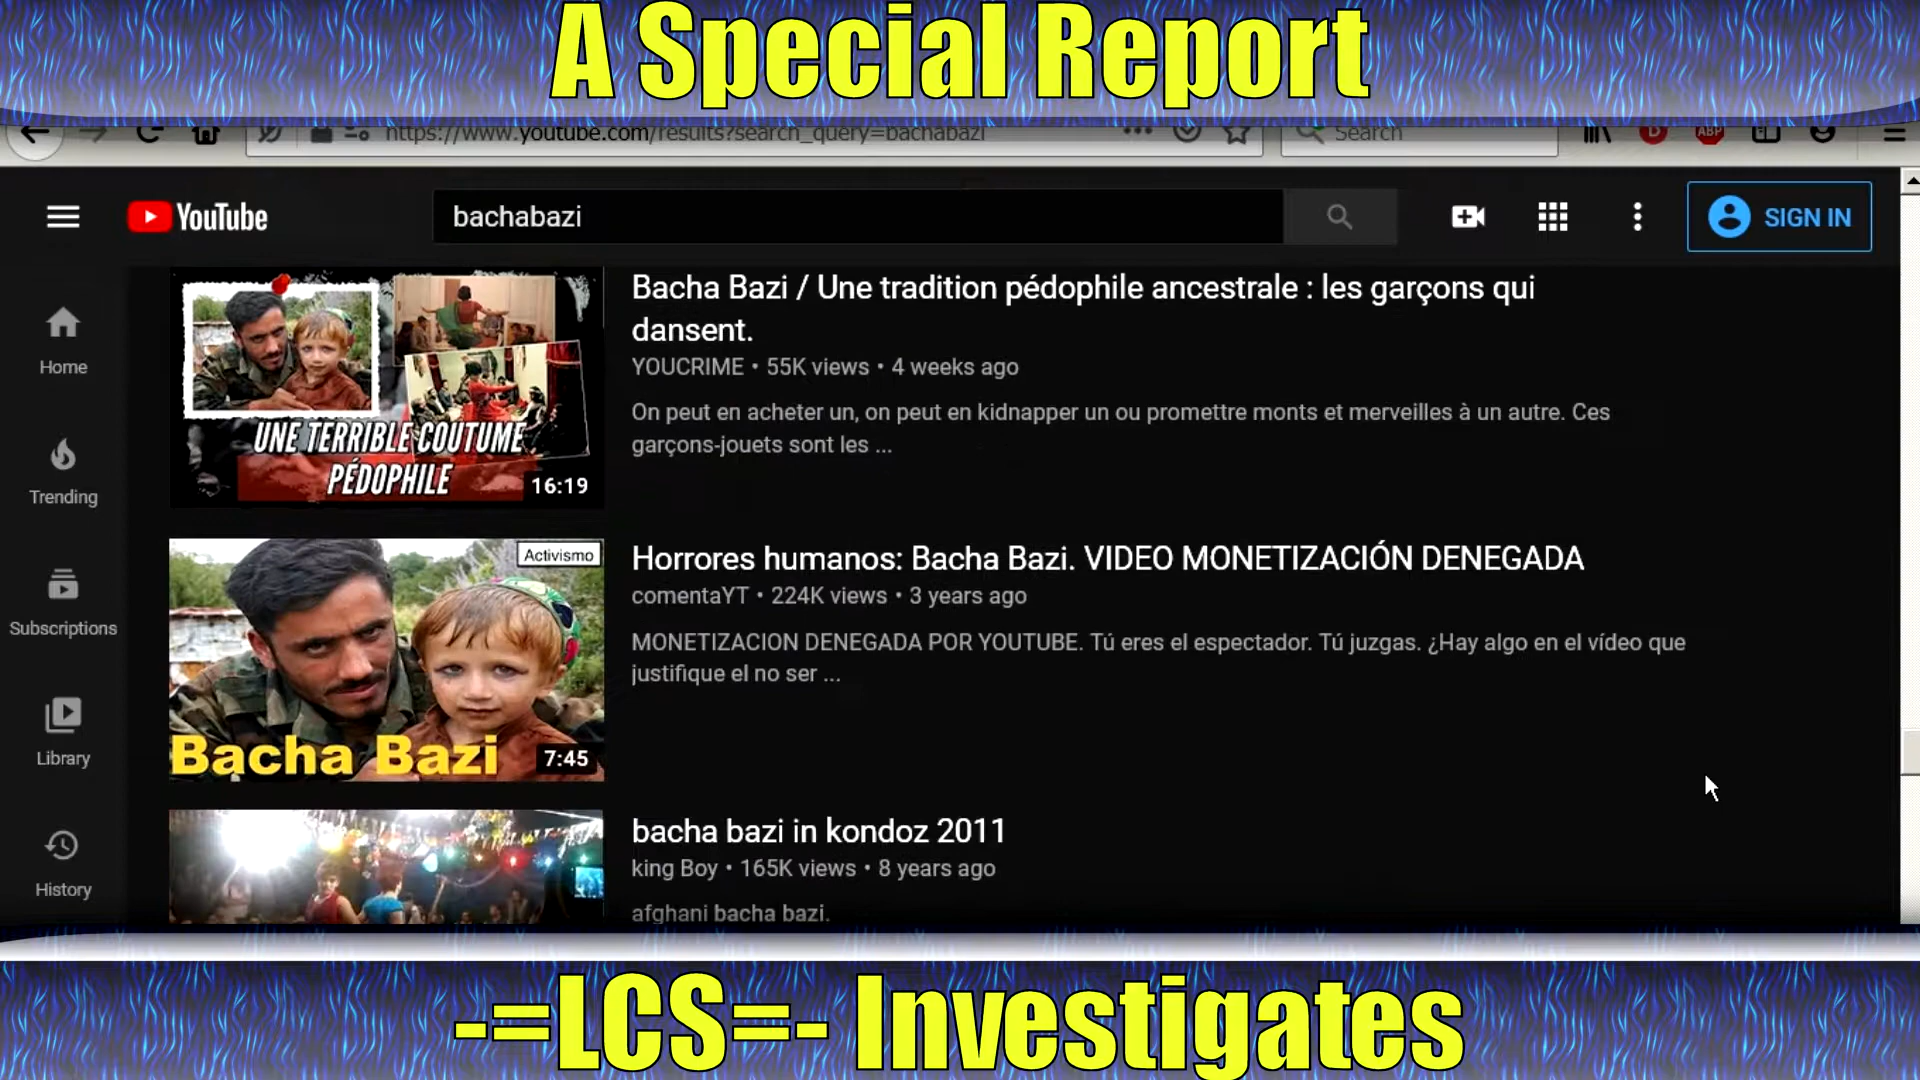 A Special Report
https://www.youtube.com/results?search_query=bachabazi
Search
ABP
YouTube
bachabazi
SIGN IN
Home
Trending
Subscriptions
Library
History
UNE TERRIBLE COUTUME
PÉDOPHILE
16:19
Bacha Bazi / Une tradition pédophile ancestrale : les garçons qui
dansent.
YOUCRIME • 55K views • 4 weeks ago
On peut en acheter un, on peut en kidnapper un ou promettre monts et merveilles à un autre. Ces
garçons-jouets sont les ...
Activismo
Bacha Bazi
7:45
Horrores humanos: Bacha Bazi. VIDEO MONETIZACIÓN DENEGADA
comentaYT • 224K views • 3 years ago
MONETIZACION DENEGADA POR YOUTUBE. Tú eres el espectador. Tú juzgas. ¿Hay algo en el vídeo que
justifique el no ser ...
bacha bazi in kondoz 2011
king Boy • 165K views • 8 years ago
afghani bacha bazi.
-=LCS=- Investigates